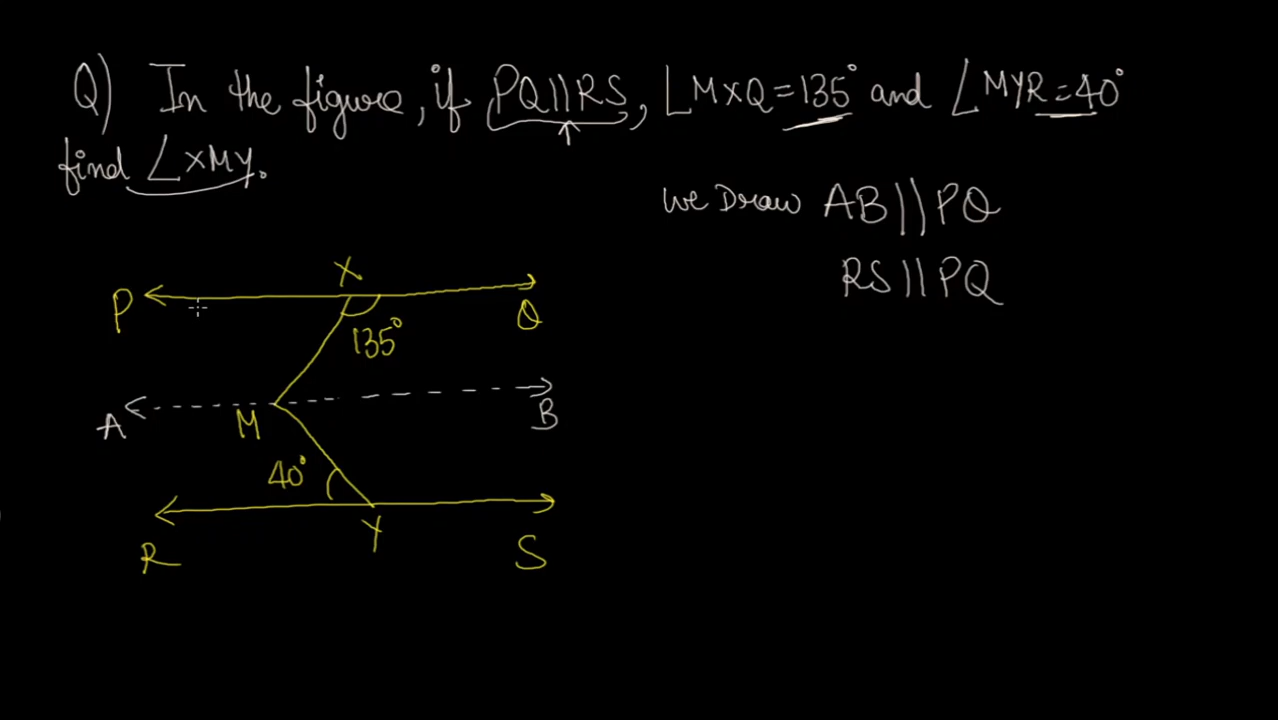 Q) In the figure, if PQ||RS, ∠MXQ=135° and ∠MYR=40°
find ∠XMY.
We Draw AB||PQ
RS||PQ
X
P
Q
135°
A
M
B
40°
Y
R
S